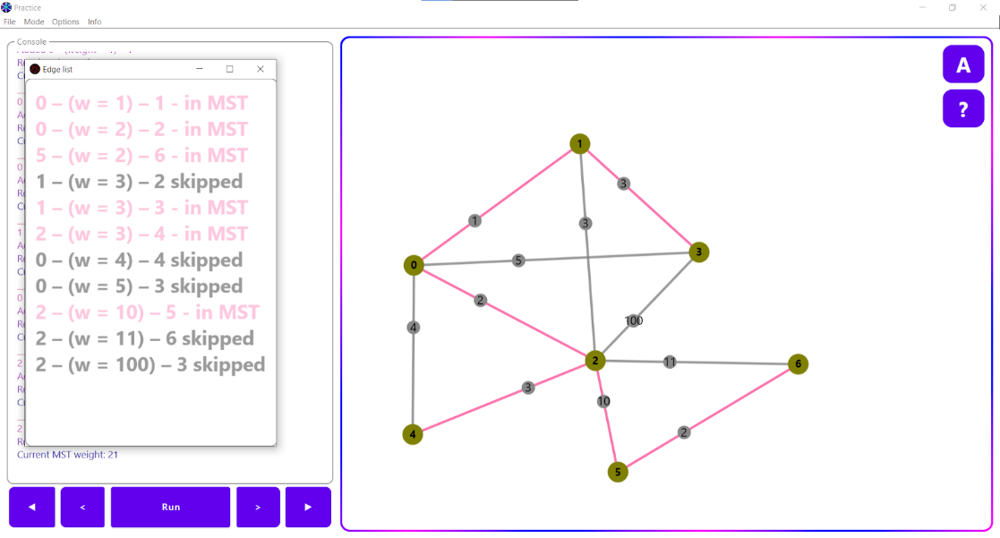 Practice
File Mode Options Info
Console
Edge list
0 – (w = 1) – 1 - in MST
0 – (w = 2) – 2 - in MST
5 – (w = 2) – 6 - in MST
1 – (w = 3) – 2 skipped
1 – (w = 3) – 3 - in MST
2 – (w = 3) – 4 - in MST
0 – (w = 4) – 4 skipped
0 – (w = 5) – 3 skipped
2 – (w = 10) – 5 - in MST
2 – (w = 11) – 6 skipped
2 – (w = 100) – 3 skipped
Current MST weight: 21
◄ < Run > ►
A
?
1
3
1
3
3
0
5
2
4
100
2
11
6
3
10
4
2
5